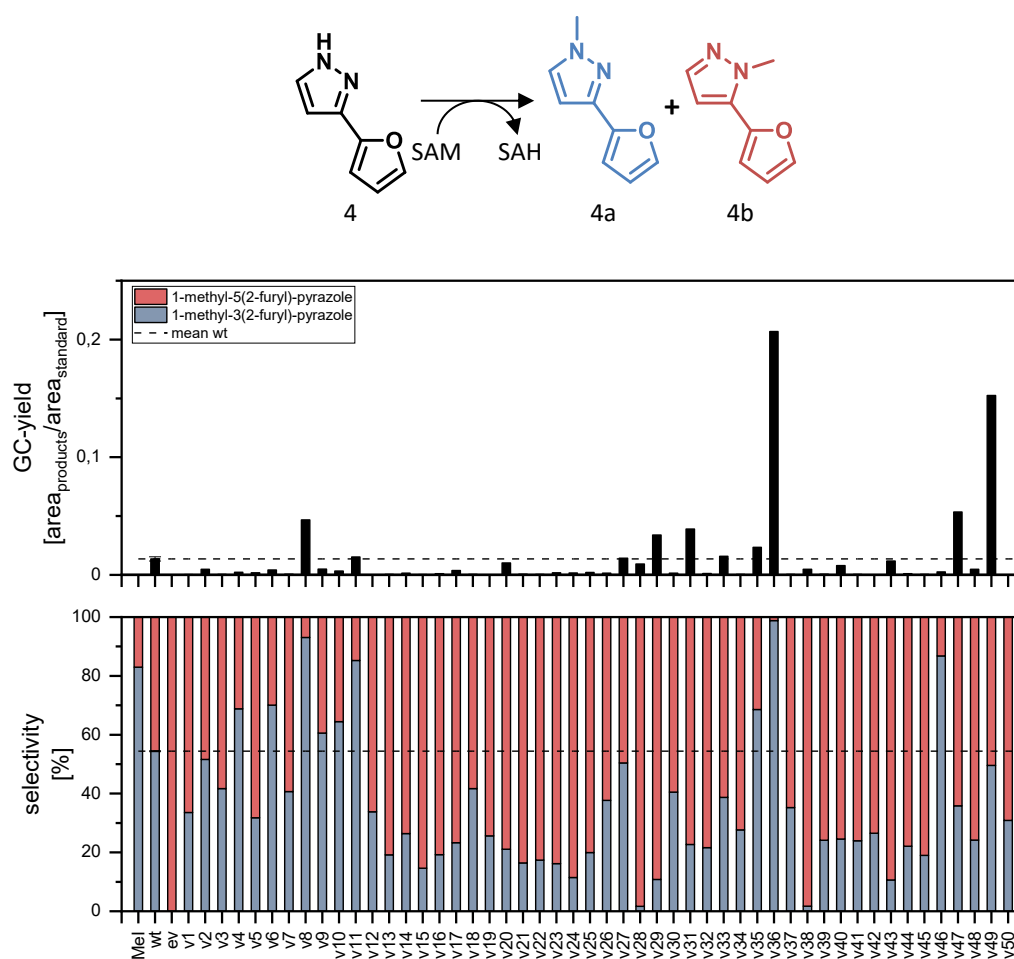 H
N
N
O
SAM
SAH
4
N
N
O
4a
+
N
N
O
4b
1-methyl-5(2-furyl)-pyrazole
1-methyl-3(2-furyl)-pyrazole
mean wt
GC-yield
[area_products/area_standard]
0,2
0,1
0
selectivity
[%]
100
80
60
40
20
0
Mel wt ev v1 v2 v3 v4 v5 v6 v7 v8 v9 v10 v11 v12 v13 v14 v15 v16 v17 v18 v19 v20 v21 v22 v23 v24 v25 v26 v27 v28 v29 v30 v31 v32 v33 v34 v35 v36 v37 v38 v39 v40 v41 v42 v43 v44 v45 v46 v47 v48 v49 v50